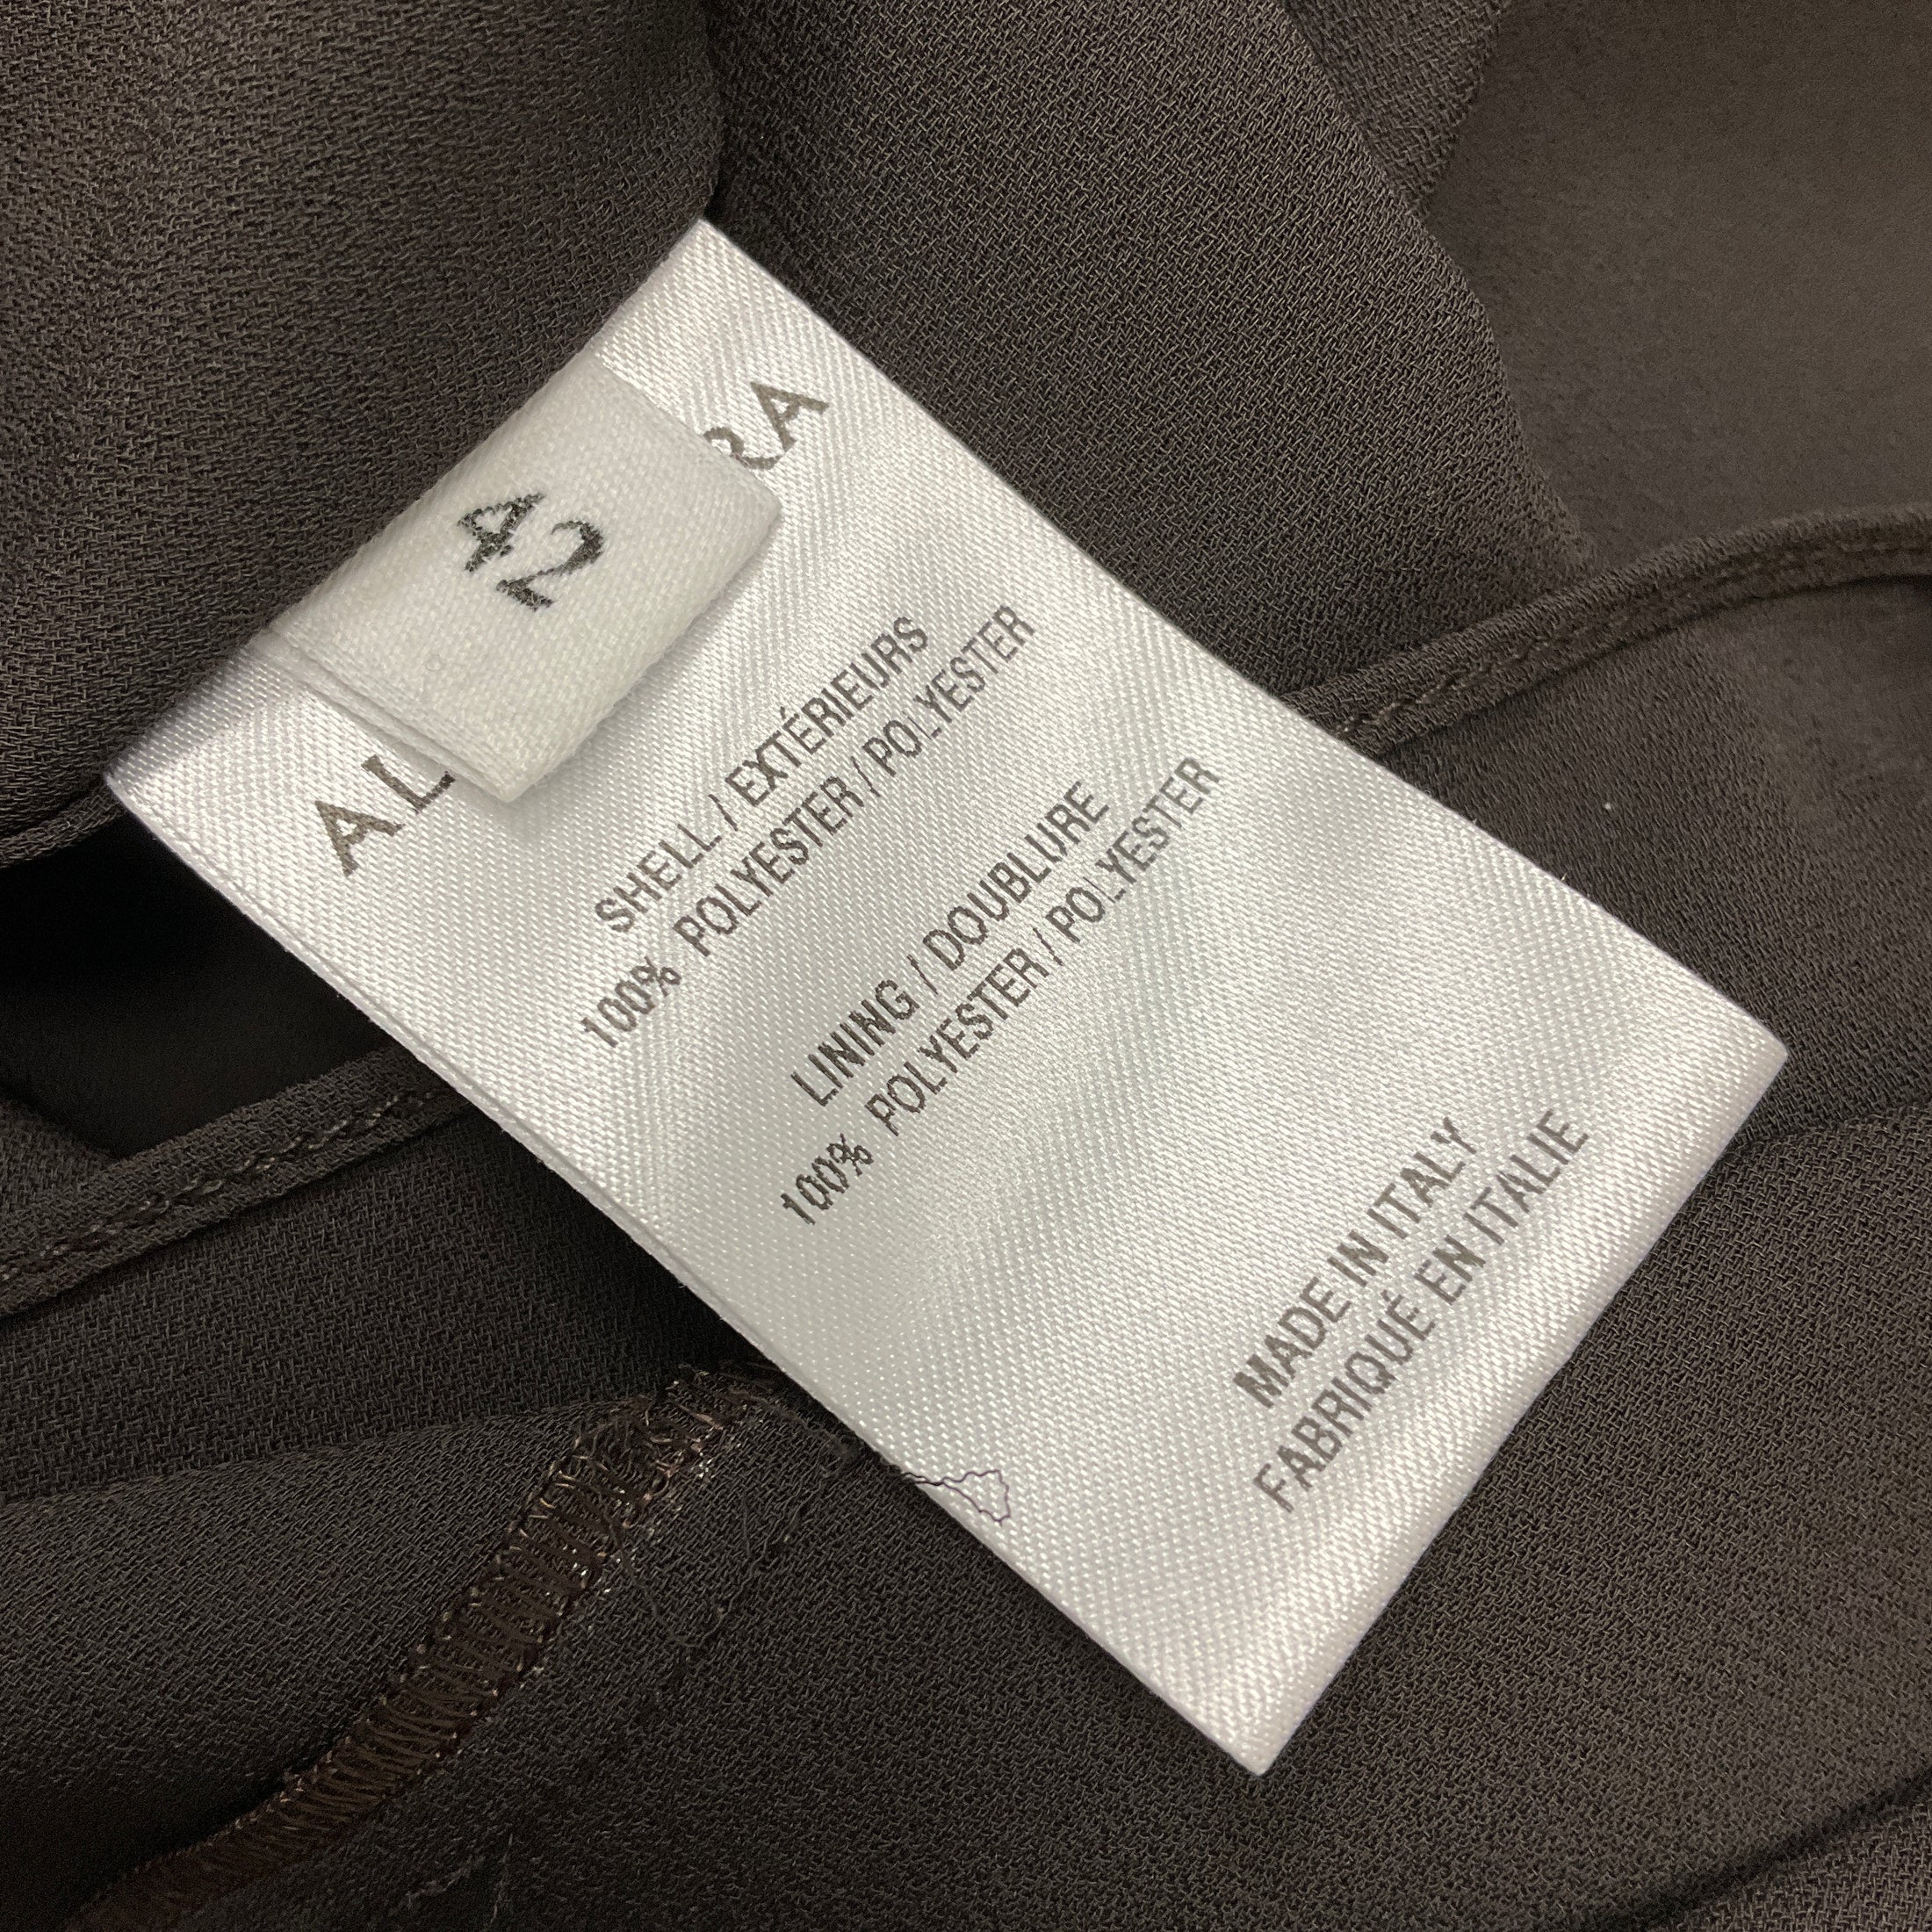 42
SHELL / EXTÉRIEURS
100% POLYESTER / POLYESTER
LINING / DOUBLURE
100% POLYESTER / POLYESTER
MADE IN ITALY
FABRIQUÉ EN ITALIE